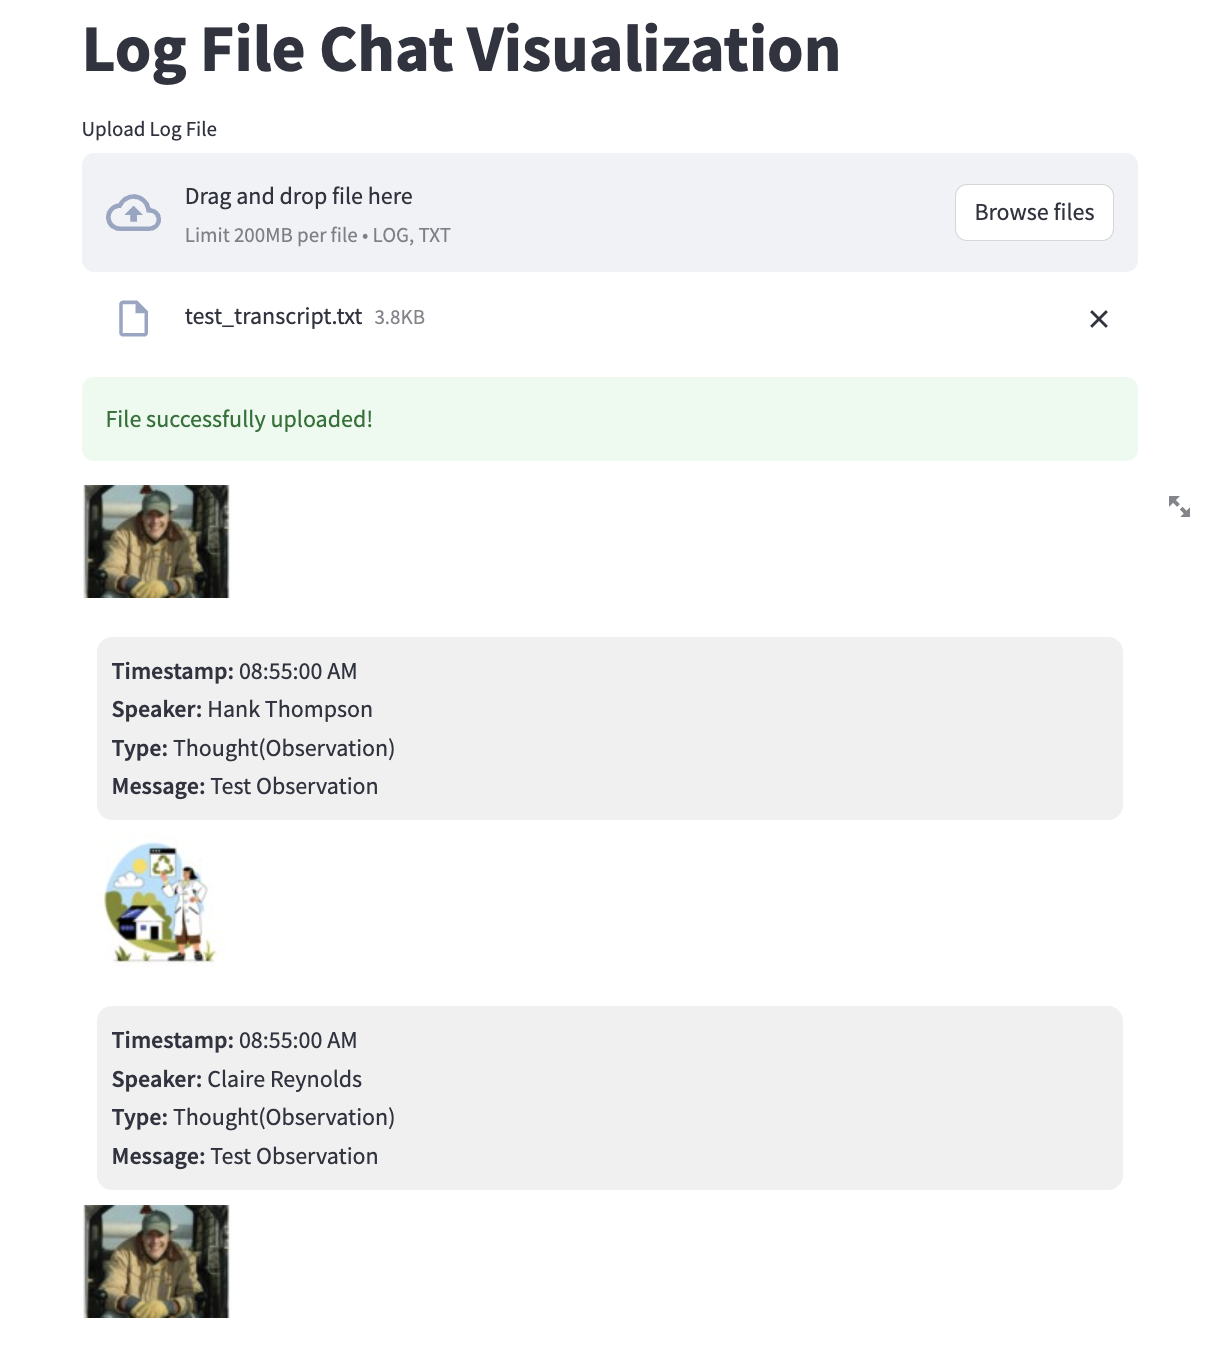 Log File Chat Visualization
Upload Log File
Drag and drop file here
Limit 200MB per file • LOG, TXT
Browse files
test_transcript.txt 3.8KB
File successfully uploaded!
Timestamp: 08:55:00 AM
Speaker: Hank Thompson
Type: Thought(Observation)
Message: Test Observation
Timestamp: 08:55:00 AM
Speaker: Claire Reynolds
Type: Thought(Observation)
Message: Test Observation